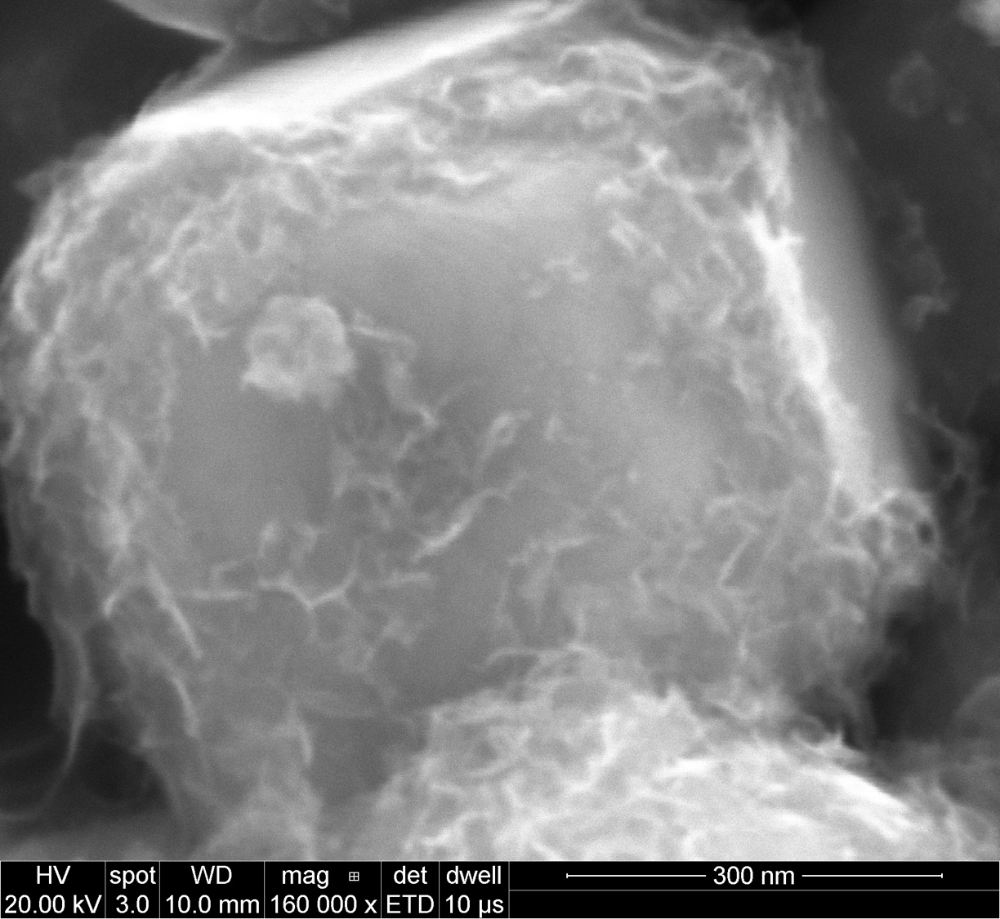 HV spot WD mag ⊞ det dwell 300 nm
20.00 kV 3.0 10.0 mm 160 000 x ETD 10 µs